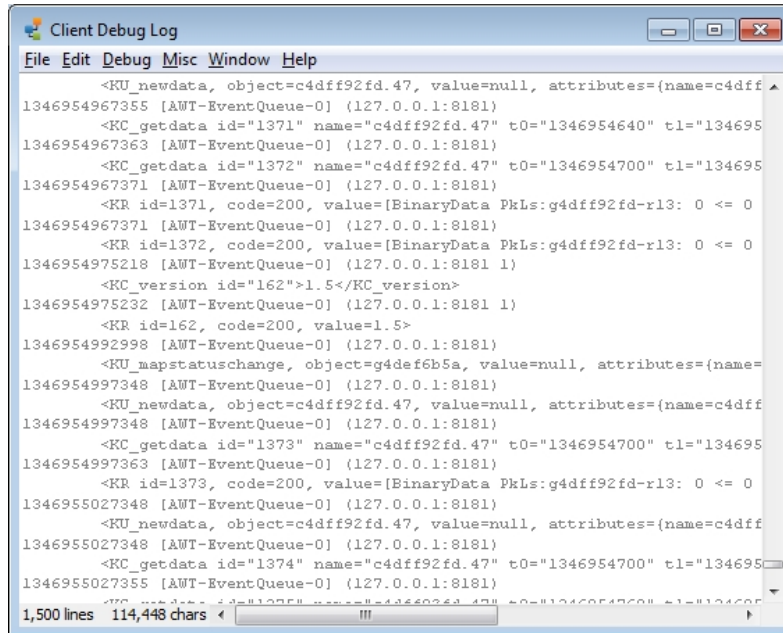 Client Debug Log
File Edit Debug Misc Window Help
<KU_newdata, object=c4dff92fd.47, value=null, attributes={name=c4dff
1346954967355 [AWT-EventQueue-0] (127.0.0.1:8181)
<KC_getdata id="1371" name="c4dff92fd.47" t0="1346954640" t1="134695
1346954967363 [AWT-EventQueue-0] (127.0.0.1:8181)
<KC_getdata id="1372" name="c4dff92fd.47" t0="1346954700" t1="134695
1346954967371 [AWT-EventQueue-0] (127.0.0.1:8181)
<KR id=1371, code=200, value=[BinaryData PkLs:g4dff92fd-r13: 0 <= 0
1346954967371 [AWT-EventQueue-0] (127.0.0.1:8181)
<KR id=1372, code=200, value=[BinaryData PkLs:g4dff92fd-r13: 0 <= 0
1346954975218 [AWT-EventQueue-0] (127.0.0.1:8181 1)
<KC_version id="162">1.5</KC_version>
1346954975232 [AWT-EventQueue-0] (127.0.0.1:8181 1)
<KR id=162, code=200, value=1.5>
1346954992998 [AWT-EventQueue-0] (127.0.0.1:8181)
<KU_mapstatuschange, object=g4def6b5a, value=null, attributes={name=
1346954997348 [AWT-EventQueue-0] (127.0.0.1:8181)
<KU_newdata, object=c4dff92fd.47, value=null, attributes={name=c4dff
1346954997348 [AWT-EventQueue-0] (127.0.0.1:8181)
<KC_getdata id="1373" name="c4dff92fd.47" t0="1346954700" t1="134695
1346954997363 [AWT-EventQueue-0] (127.0.0.1:8181)
<KR id=1373, code=200, value=[BinaryData PkLs:g4dff92fd-r13: 0 <= 0
1346955027348 [AWT-EventQueue-0] (127.0.0.1:8181)
<KU_newdata, object=c4dff92fd.47, value=null, attributes={name=c4dff
1346955027348 [AWT-EventQueue-0] (127.0.0.1:8181)
<KC_getdata id="1374" name="c4dff92fd.47" t0="1346954700" t1="134695
1346955027355 [AWT-EventQueue-0] (127.0.0.1:8181)
1,500 lines 114,448 chars